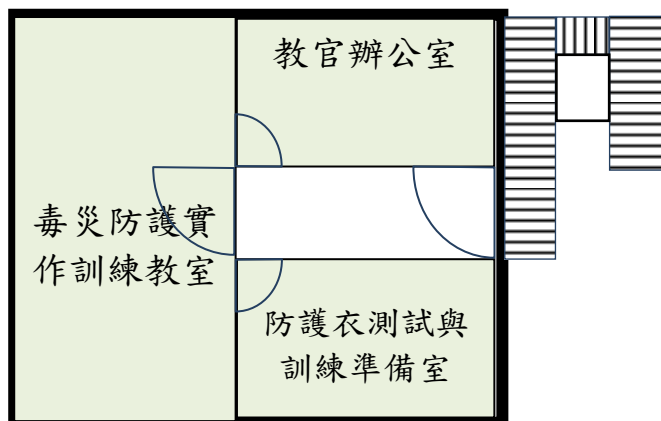 教官辦公室
毒災防護實
作訓練教室
防護衣測試與
訓練準備室